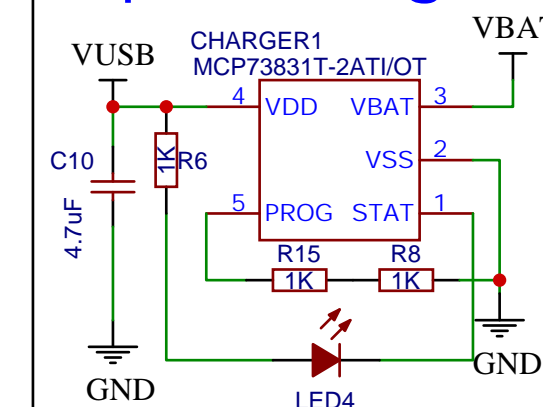 VBAT
CHARGER1
VUSB
MCP73831T-2ATI/OT
4 VDD VBAT 3
C10 1K R6 VSS 2
4.7uF
5 PROG STAT 1
R15 R8
1K 1K
GND
GND
LED4